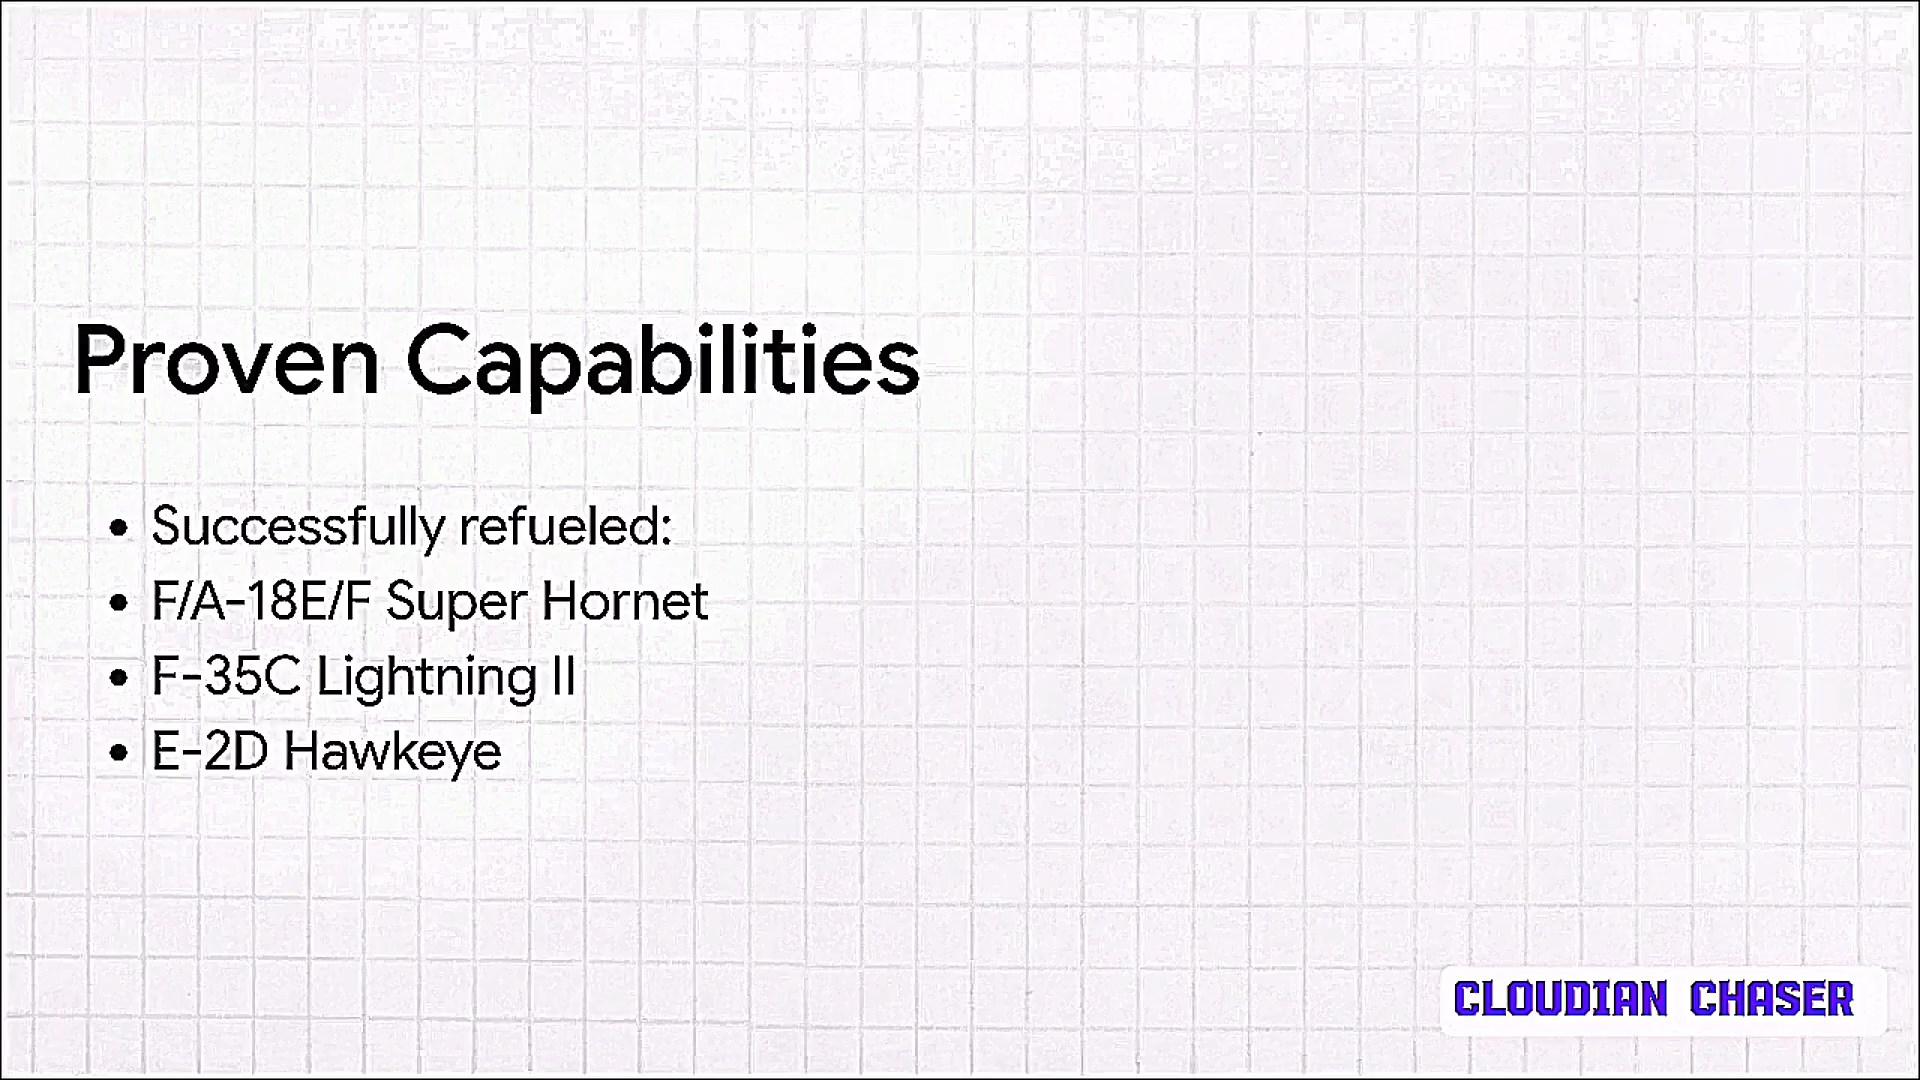 Proven Capabilities
• Successfully refueled:
• F/A-18E/F Super Hornet
• F-35C Lightning II
• E-2D Hawkeye
CLOUDIAN CHASER